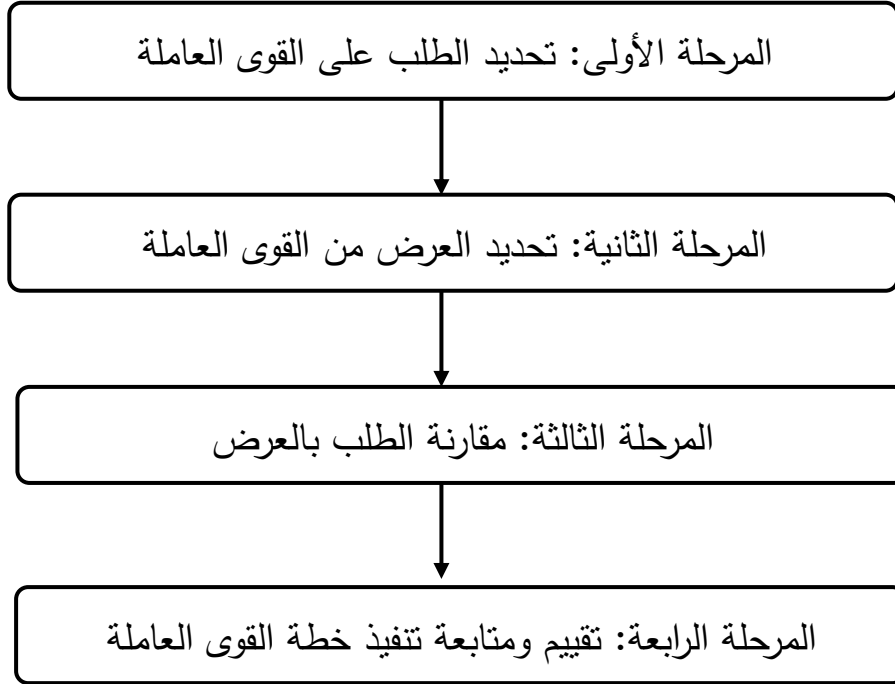 المرحلة الأولى: تحديد الطلب على القوى العاملة
المرحلة الثانية: تحديد العرض من القوى العاملة
المرحلة الثالثة: مقارنة الطلب بالعرض
المرحلة الرابعة: تقييم ومتابعة تنفيذ خطة القوى العاملة